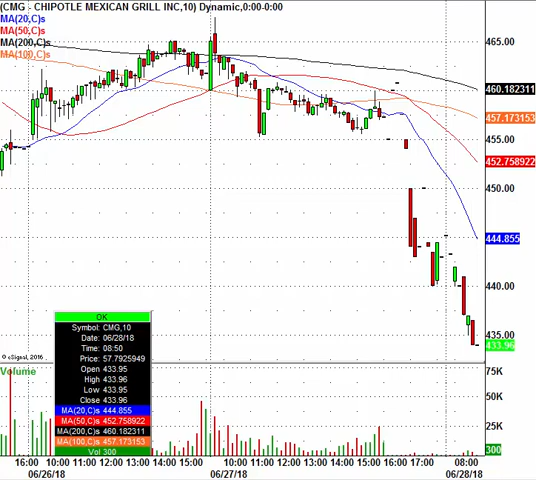 (CMG - CHIPOTLE MEXICAN GRILL INC,10) Dynamic,0:00-0:00
MA(20,C)s
MA(50,C)s
MA(200,C)s
MA(100,C)s
465.00
460.182311
457.173153
455.00
452.758922
450.00
444.855
440.00
435.00
433.96
OK
Symbol: CMG,10
Date: 06/28/18
Time: 08:50
Price: 57.7925949
Open 433.95
High 433.96
Low 433.95
Close 433.96
MA(20,C)s 444.855
MA(50,C)s 452.758922
MA(200,C)s 460.182311
MA(100,C)s 457.173153
Vol 300
© eSignal, 2016
Volume
75K
50K
25K
300
16:00 10:00 11:00 12:00 13:00 14:00 15:00 10:00 11:00 12:00 13:00 14:00 15:00 16:00 17:00 08:00
06/26/18 06/27/18 06/28/18